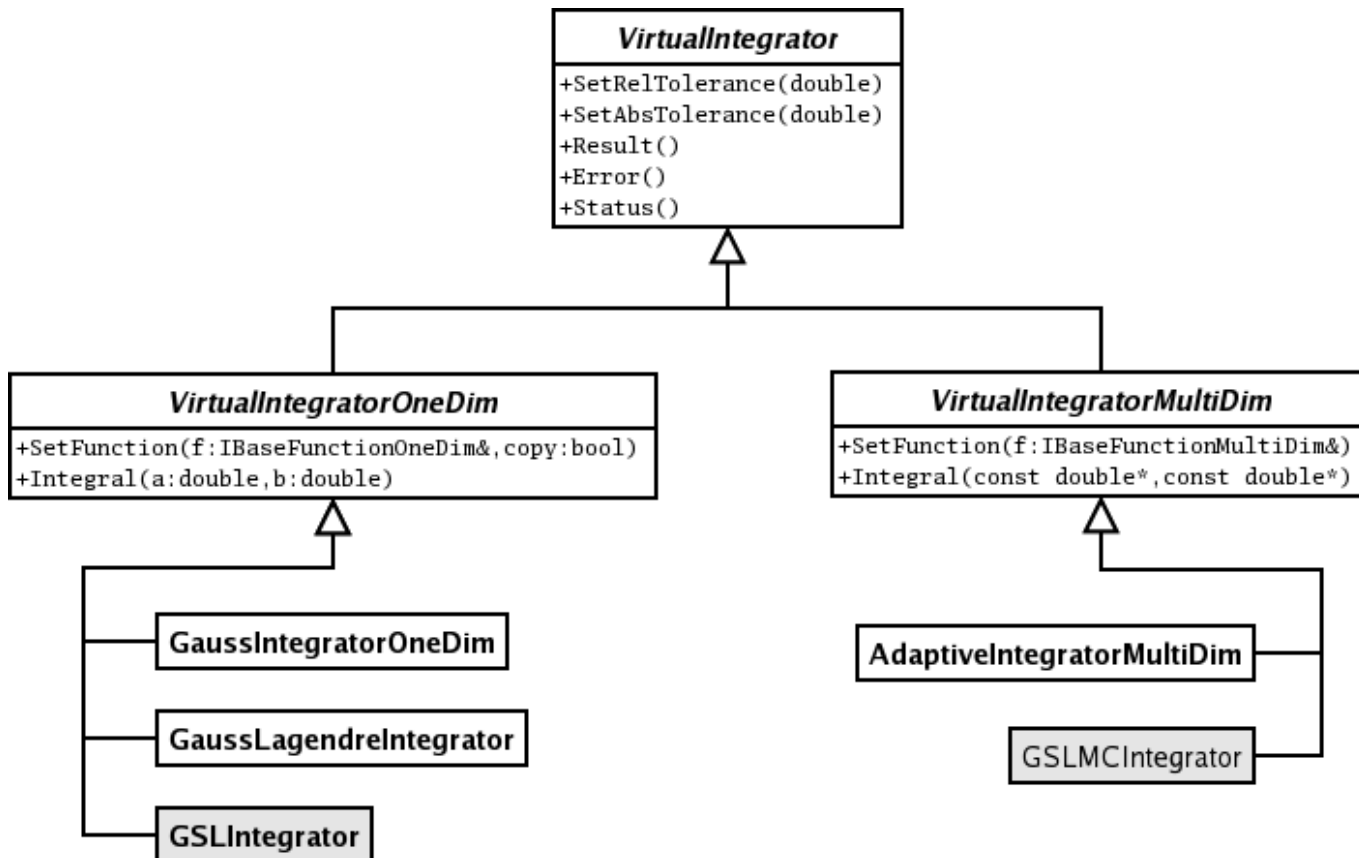 VirtualIntegrator
+SetRelTolerance(double)
+SetAbsTolerance(double)
+Result()
+Error()
+Status()
VirtualIntegratorOneDim
+SetFunction(f:IBaseFunctionOneDim&,copy:bool)
+Integral(a:double,b:double)
VirtualIntegratorMultiDim
+SetFunction(f:IBaseFunctionMultiDim&)
+Integral(const double*,const double*)
GaussIntegratorOneDim
GaussLagendreIntegrator
GSLIntegrator
AdaptiveIntegratorMultiDim
GSLMCIntegrator